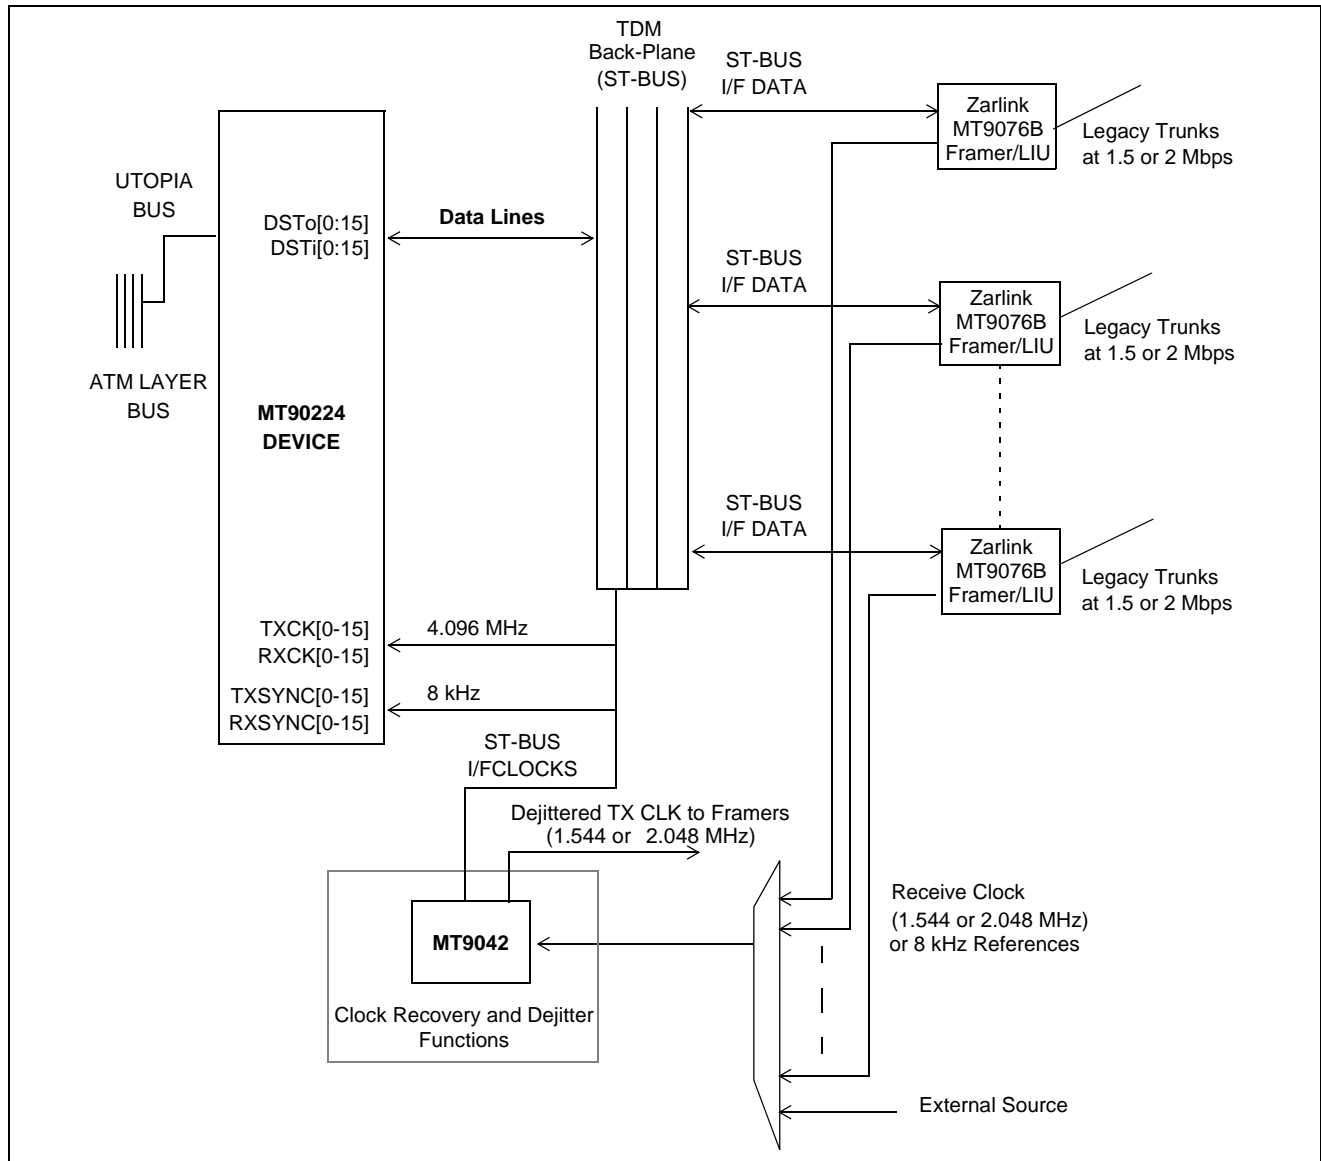 TDM
Back-Plane
(ST-BUS)
ST-BUS
I/F DATA
Zarlink
MT9076B
Framer/LIU
Legacy Trunks
at 1.5 or 2 Mbps
UTOPIA
BUS
DSTo[0:15]
DSTi[0:15]
Data Lines
ST-BUS
I/F DATA
Zarlink
MT9076B
Framer/LIU
Legacy Trunks
at 1.5 or 2 Mbps
ATM LAYER
BUS
MT90224
DEVICE
ST-BUS
I/F DATA
Zarlink
MT9076B
Framer/LIU
Legacy Trunks
at 1.5 or 2 Mbps
TXCK[0-15]
RXCK[0-15]
4.096 MHz
TXSYNC[0-15]
RXSYNC[0-15]
8 kHz
ST-BUS
I/FCLOCKS
Dejittered TX CLK to Framers
(1.544 or 2.048 MHz)
MT9042
Clock Recovery and Dejitter
Functions
Receive Clock
(1.544 or 2.048 MHz)
or 8 kHz References
External Source